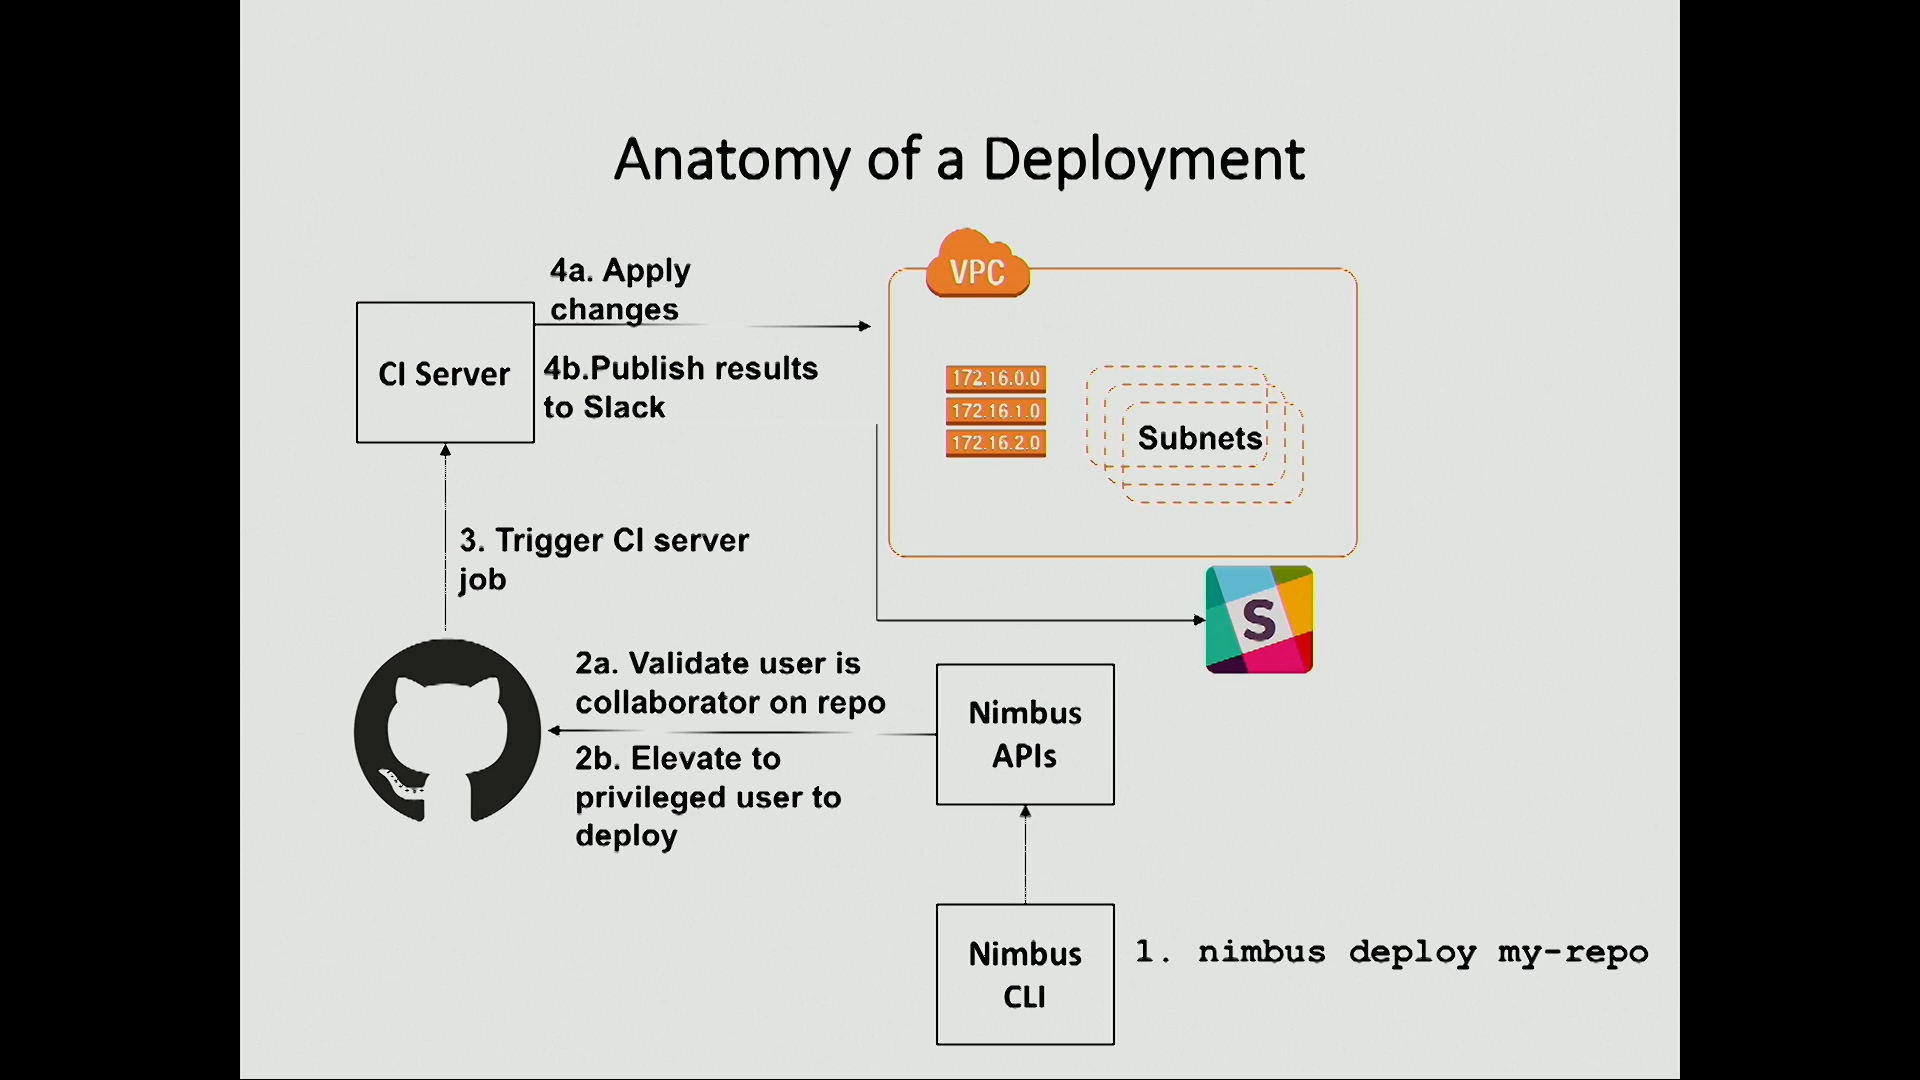 Anatomy of a Deployment
4a. Apply
changes
VPC
CI Server
4b.Publish results
to Slack
172.16.0.0
172.16.1.0
172.16.2.0
Subnets
3. Trigger CI server
job
S
2a. Validate user is
collaborator on repo
Nimbus
APIs
2b. Elevate to
privileged user to
deploy
Nimbus
CLI
1. nimbus deploy my-repo